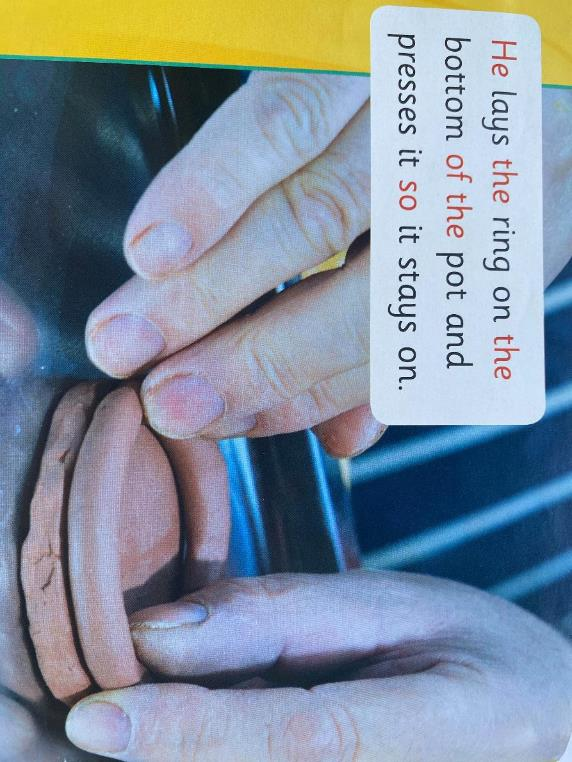 He lays the ring on the
bottom of the pot and
presses it so it stays on.